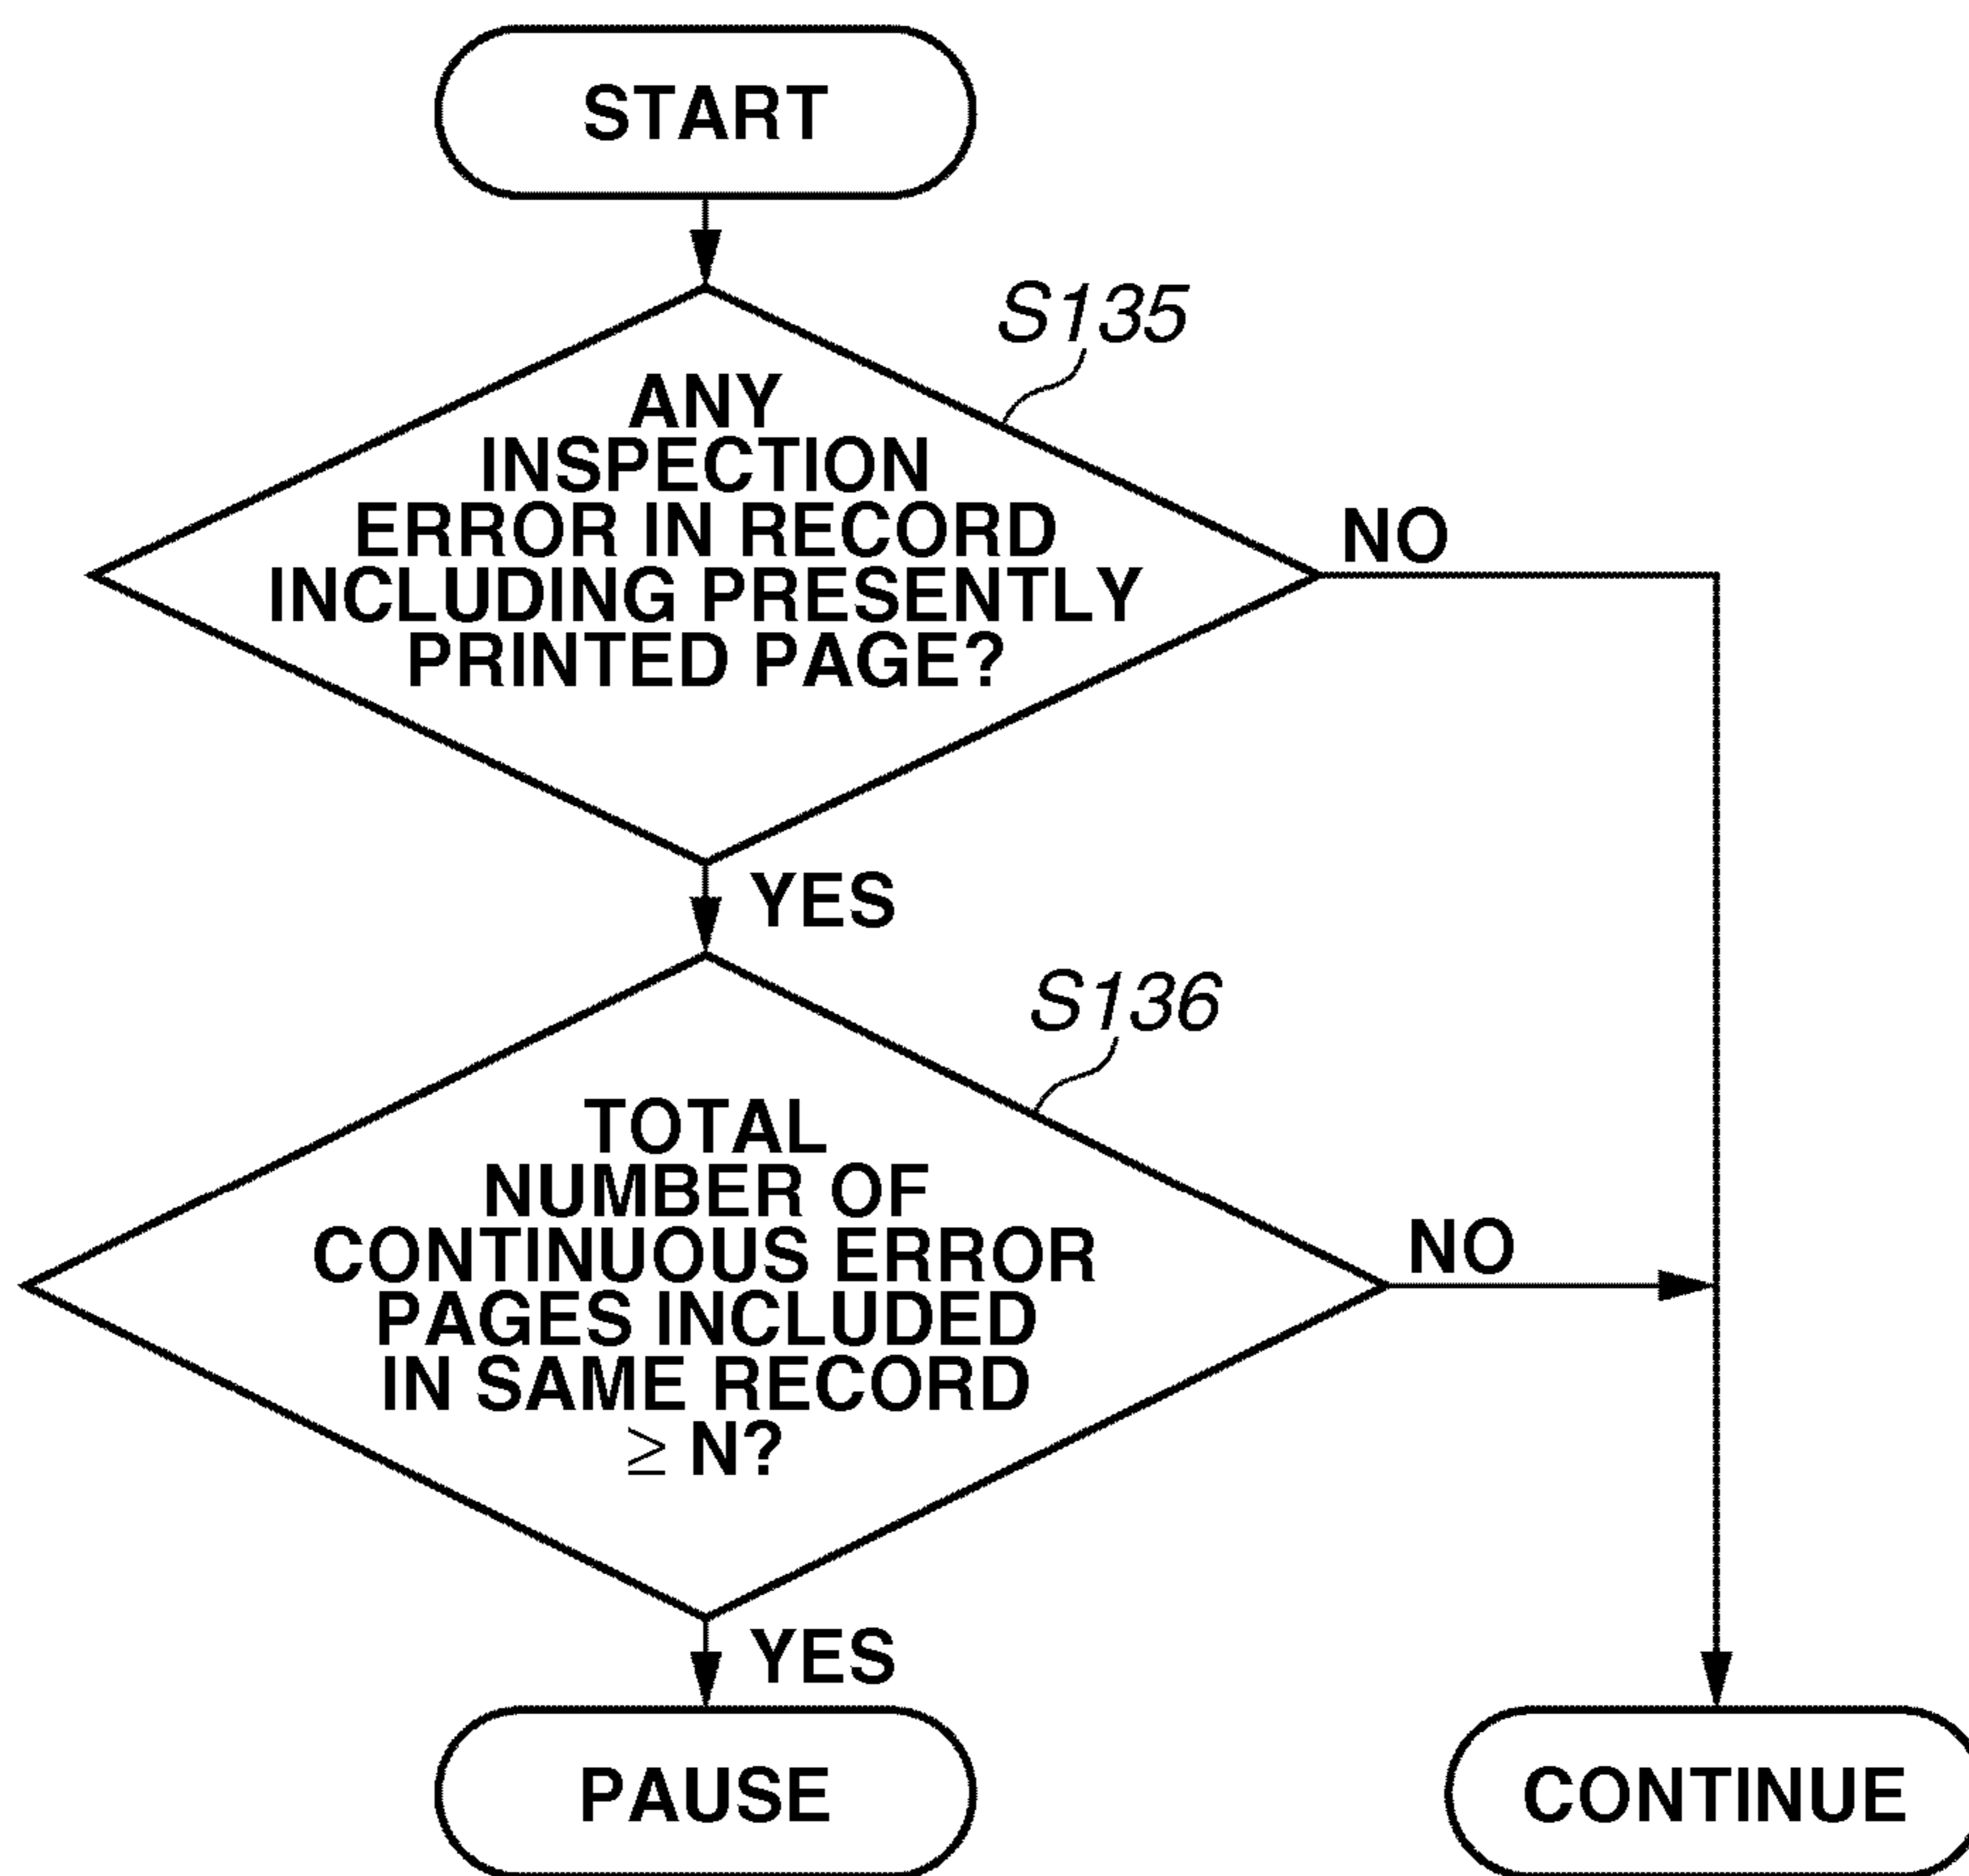 START
S135
ANY
INSPECTION
ERROR IN RECORD
INCLUDING PRESENTLY
PRINTED PAGE?
NO
YES
S136
TOTAL
NUMBER OF
CONTINUOUS ERROR
PAGES INCLUDED
IN SAME RECORD
≥ N?
NO
YES
PAUSE
CONTINUE